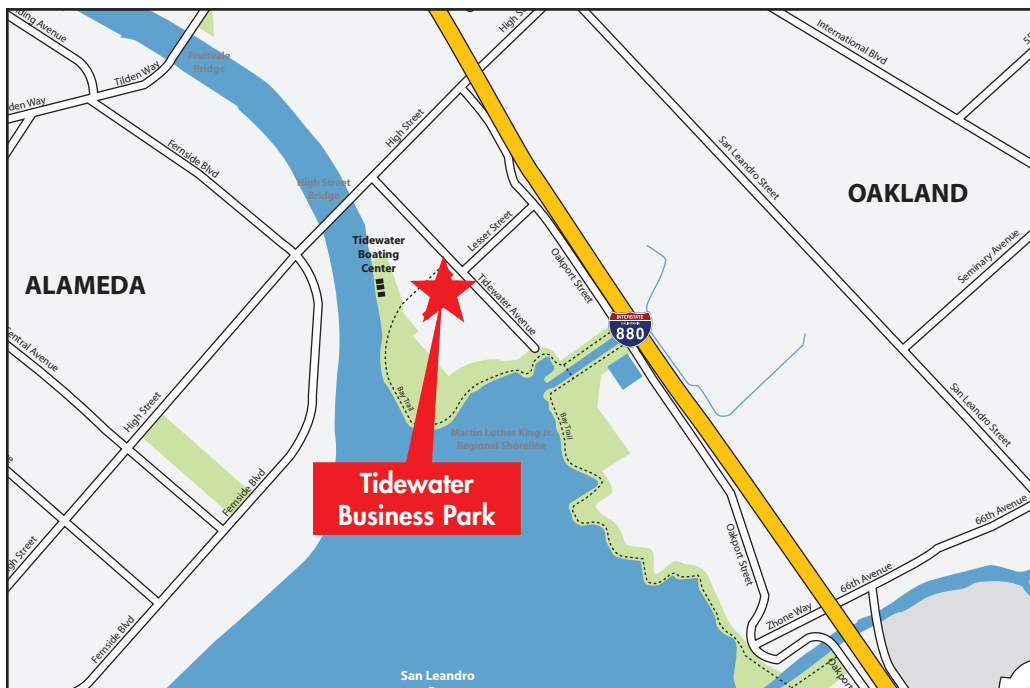 High St
International Blvd
Fruitvale
Bridge
Tilden Way
High Street
San Leandro Street
Fernside Blvd
High Street
Bridge
OAKLAND
Lesser Street
Tidewater
Boating
Center
Oakport Street
Seminary Avenue
ALAMEDA
Tidewater Avenue
INTERSTATE
CALIFORNIA
880
Central Avenue
High Street
Bay Trail
Bay Trail
Martin Luther King Jr.
Regional Shoreline
San Leandro Street
Tidewater
Business Park
Fernside Blvd
66th Avenue
Oakport Street
66th Avenue
Zhone Way
Fernside Blvd
San Leandro